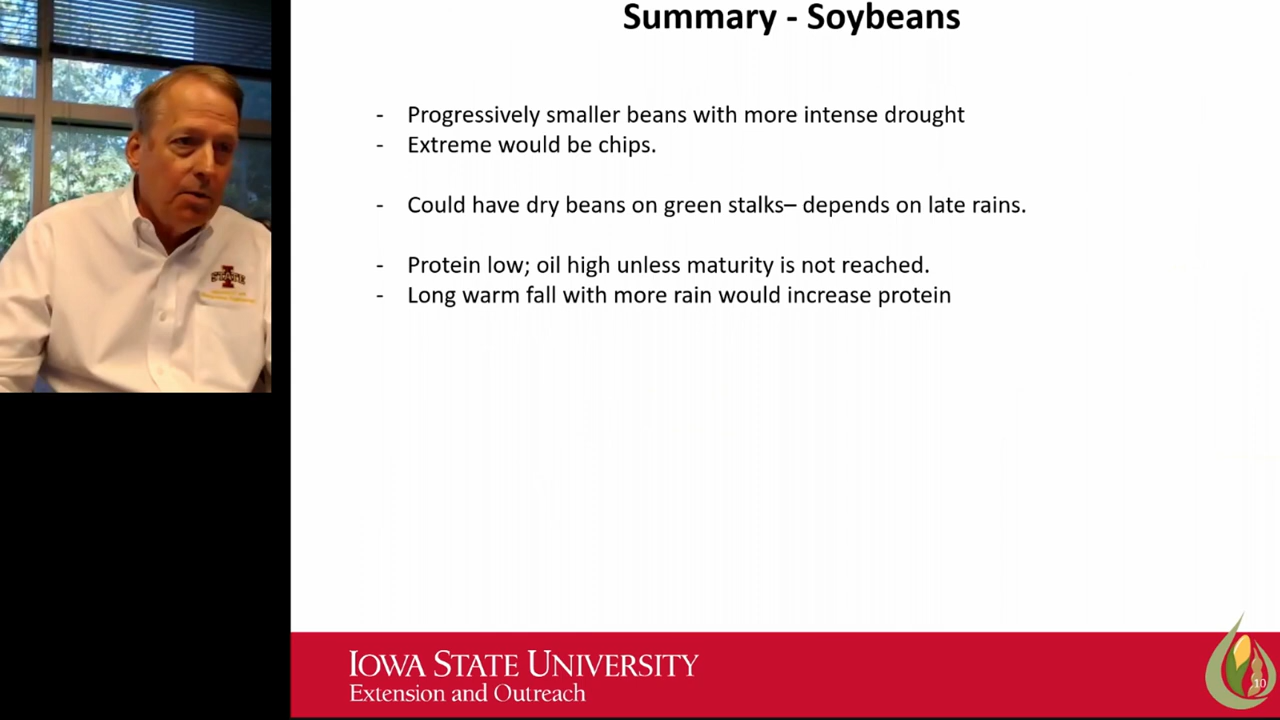 Summary - Soybeans
- Progressively smaller beans with more intense drought
- Extreme would be chips.
- Could have dry beans on green stalks– depends on late rains.
- Protein low; oil high unless maturity is not reached.
- Long warm fall with more rain would increase protein
STATE
IOWA STATE UNIVERSITY
Extension and Outreach
10